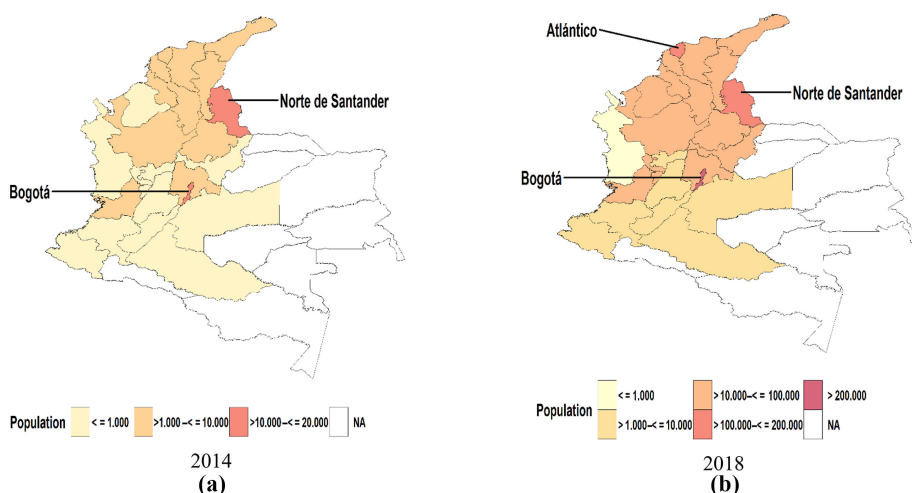 Norte de Santander
Bogotá
Population
< = 1.000
>1.000–< = 10.000
>10.000–< = 20.000
NA
2014
(a)
Atlántico
Norte de Santander
Bogotá
Population
< = 1.000
> 1.000–< = 10.000
> 10.000–< = 100.000
> 100.000–< = 200.000
> 200.000
NA
2018
(b)